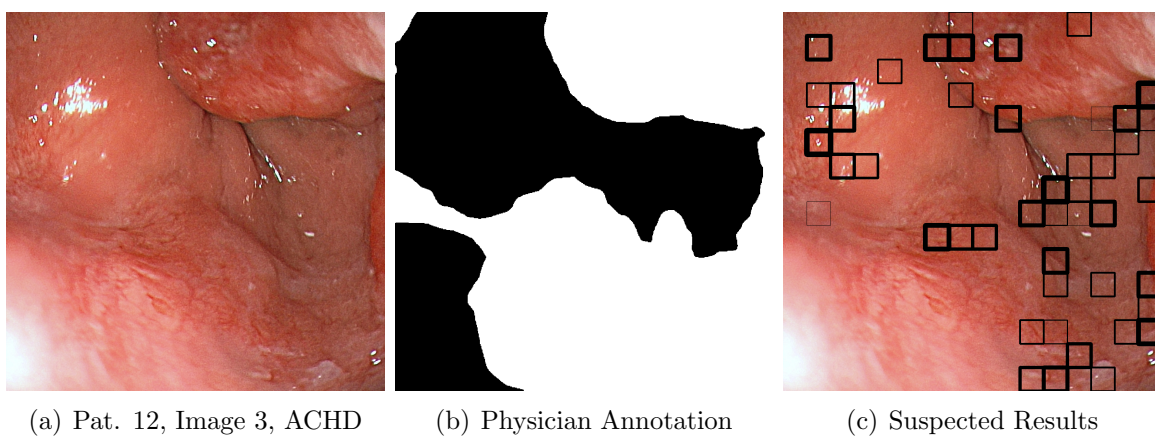 (a) Pat. 12, Image 3, ACHD
(b) Physician Annotation
(c) Suspected Results